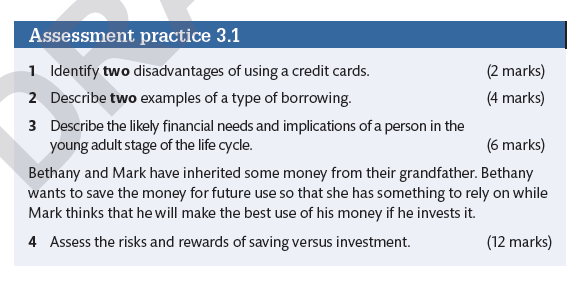 Assessment practice 3.1
1 Identify two disadvantages of using a credit cards. (2 marks)
2 Describe two examples of a type of borrowing. (4 marks)
3 Describe the likely financial needs and implications of a person in the
young adult stage of the life cycle. (6 marks)
Bethany and Mark have inherited some money from their grandfather. Bethany
wants to save the money for future use so that she has something to rely on while
Mark thinks that he will make the best use of his money if he invests it.
4 Assess the risks and rewards of saving versus investment. (12 marks)